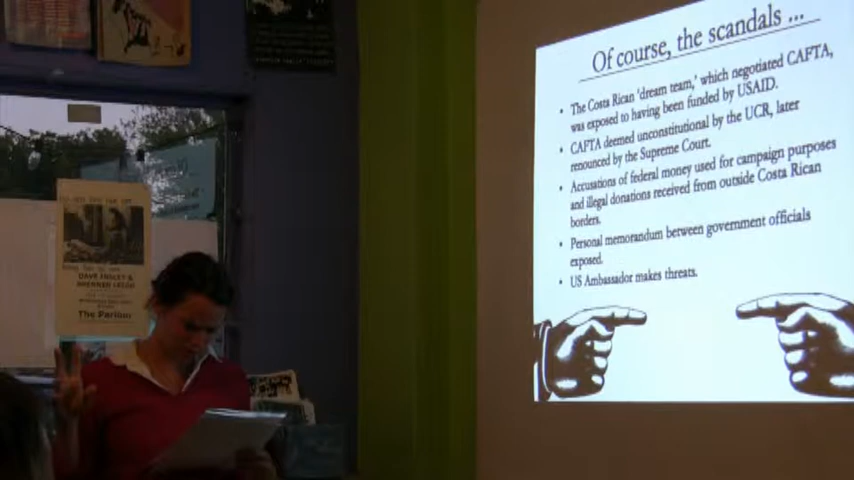 Of course, the scandals ...
• The Costa Rican 'dream team,' which negotiated CAFTA,
was exposed to having been funded by USAID.
• CAFTA deemed unconstitutional by the UCR, later
renounced by the Supreme Court.
• Accusations of federal money used for campaign purposes
and illegal donations received from outside Costa Rican
borders.
• Personal memorandum between government officials
exposed.
• US Ambassador makes threats.
The Parlour